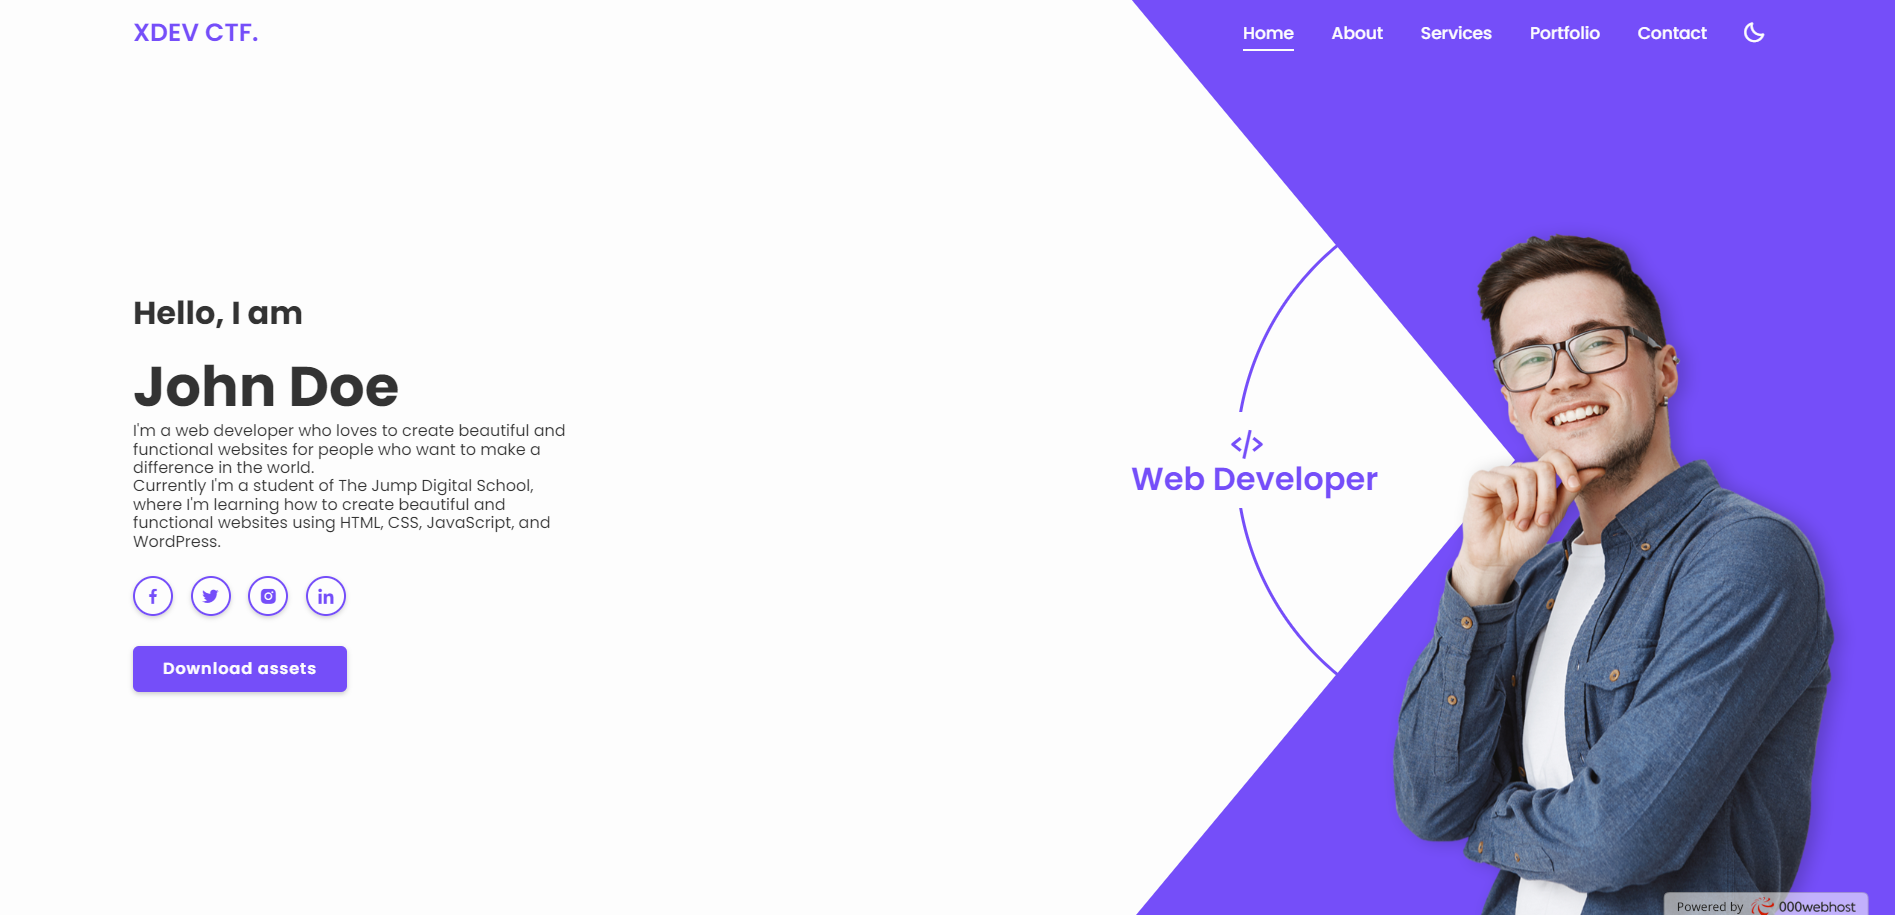 XDEV CTF.
Home About Services Portfolio Contact
Hello, I am
John Doe
I'm a web developer who loves to create beautiful and
functional websites for people who want to make a
difference in the world.
Currently I'm a student of The Jump Digital School,
where I'm learning how to create beautiful and
functional websites using HTML, CSS, JavaScript, and
WordPress.
Download assets
</>
Web Developer
Powered by 000webhost